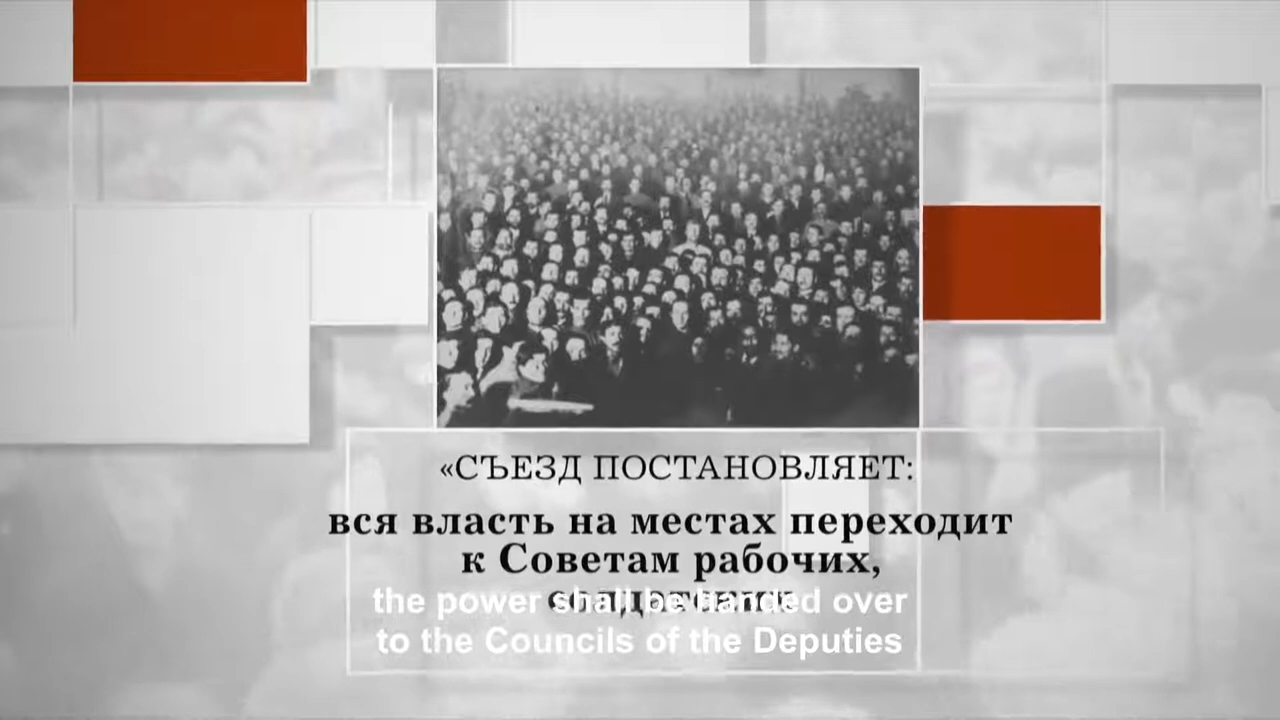 «СЪЕЗД ПОСТАНОВЛЯЕТ:
вся власть на местах переходит
к Советам рабочих,
the power shall be handed over
to the Councils of the Deputies